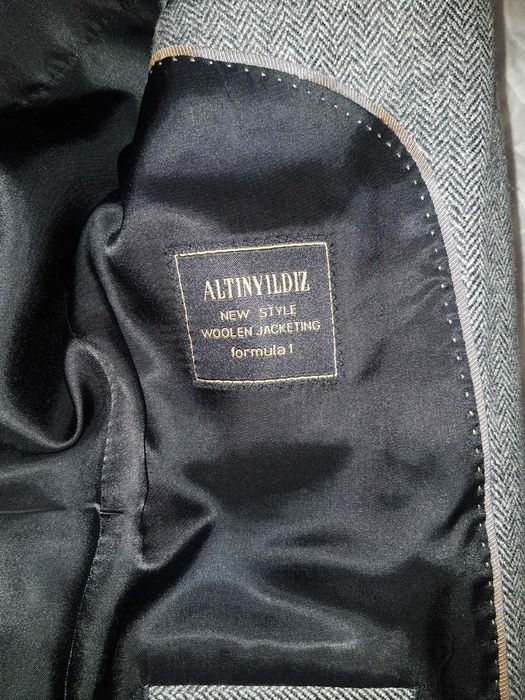 ALTINYILDIZ
NEW STYLE
WOOLEN JACKETING
formula 1